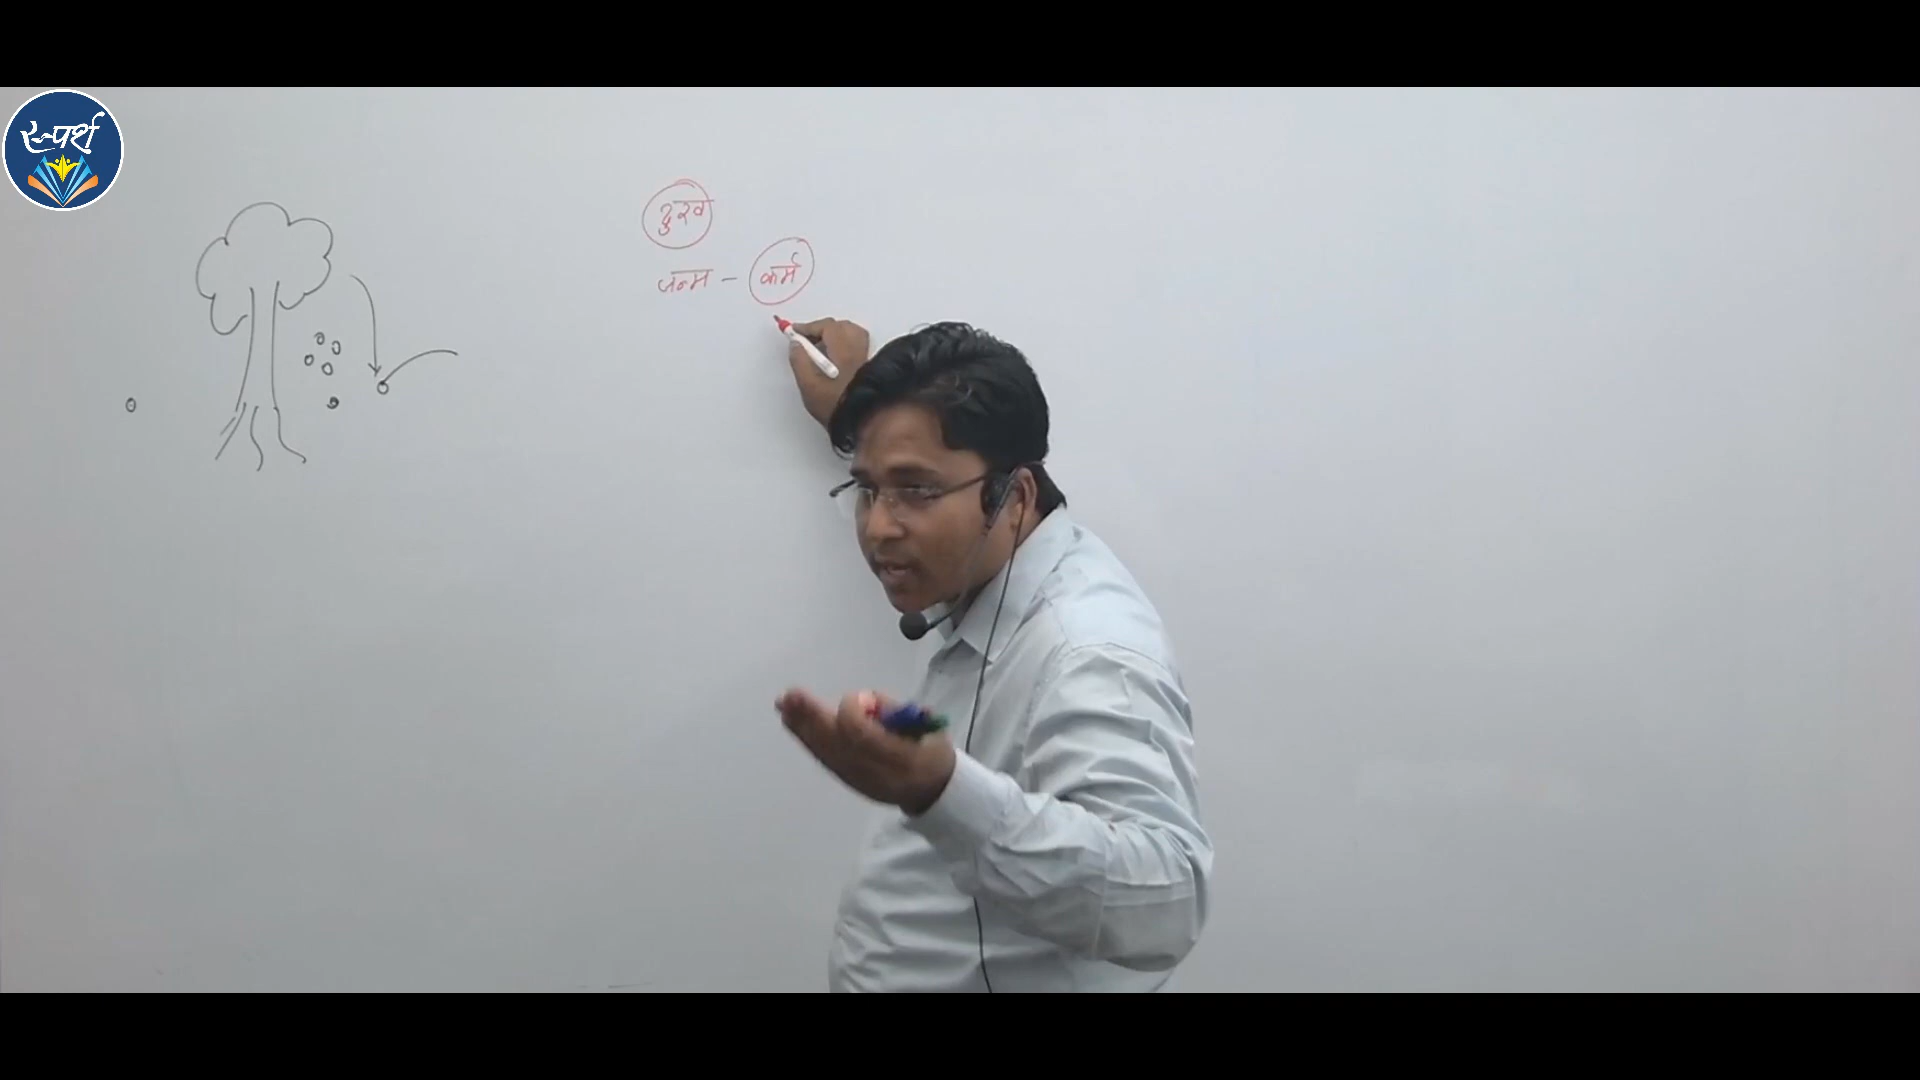 स्पर्श
दुख
जन्म - कर्म